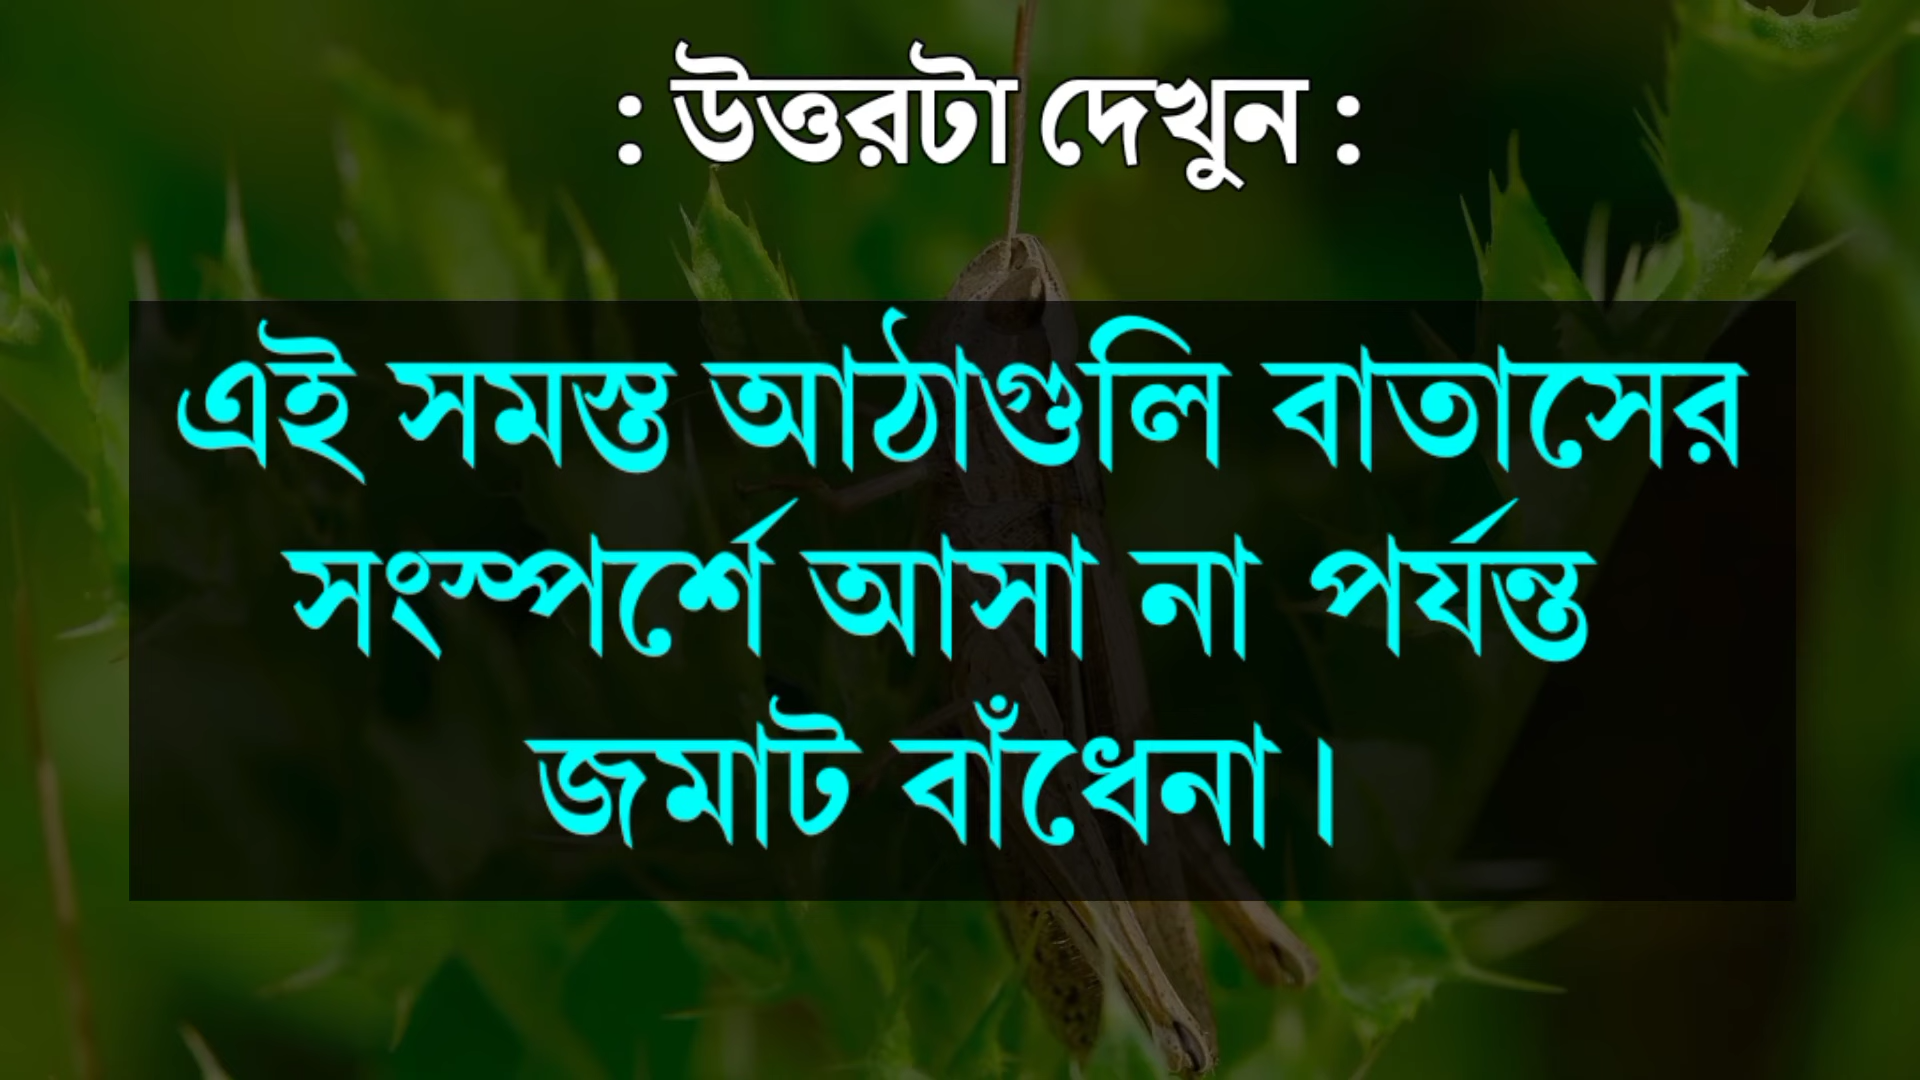 : উত্তরটা দেখুন :
এই সমস্ত আঠাগুলি বাতাসের
সংস্পর্শে আসা না পর্যন্ত
জমাট বাঁধেনা।